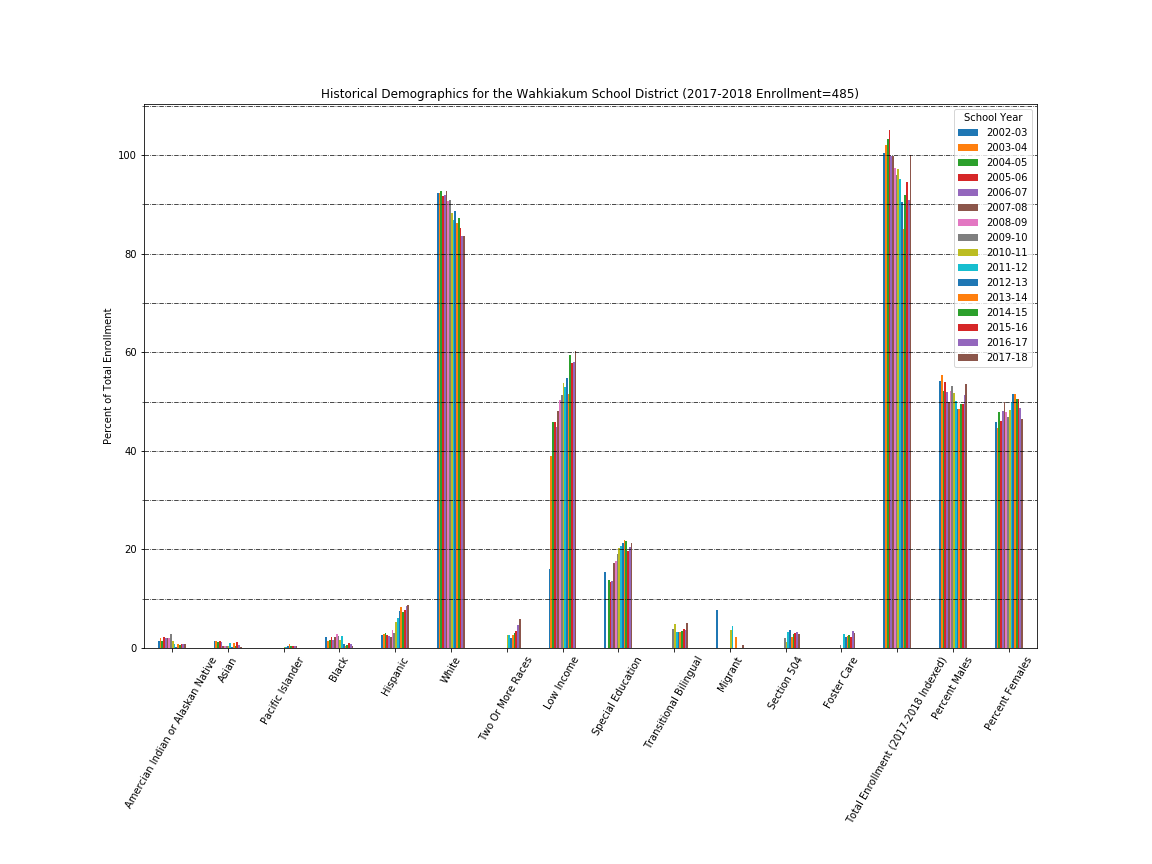 Historical Demographics for the Wahkiakum School District (2017-2018 Enrollment=485)
Percent of Total Enrollment
100
80
60
40
20
0
School Year
2002-03
2003-04
2004-05
2005-06
2006-07
2007-08
2008-09
2009-10
2010-11
2011-12
2012-13
2013-14
2014-15
2015-16
2016-17
2017-18
Amercian Indian or Alaskan Native
Asian
Pacific Islander
Black
Hispanic
White
Two Or More Races
Low Income
Special Education
Transitional Bilingual
Migrant
Section 504
Foster Care
Total Enrollment (2017-2018 Indexed)
Percent Males
Percent Females